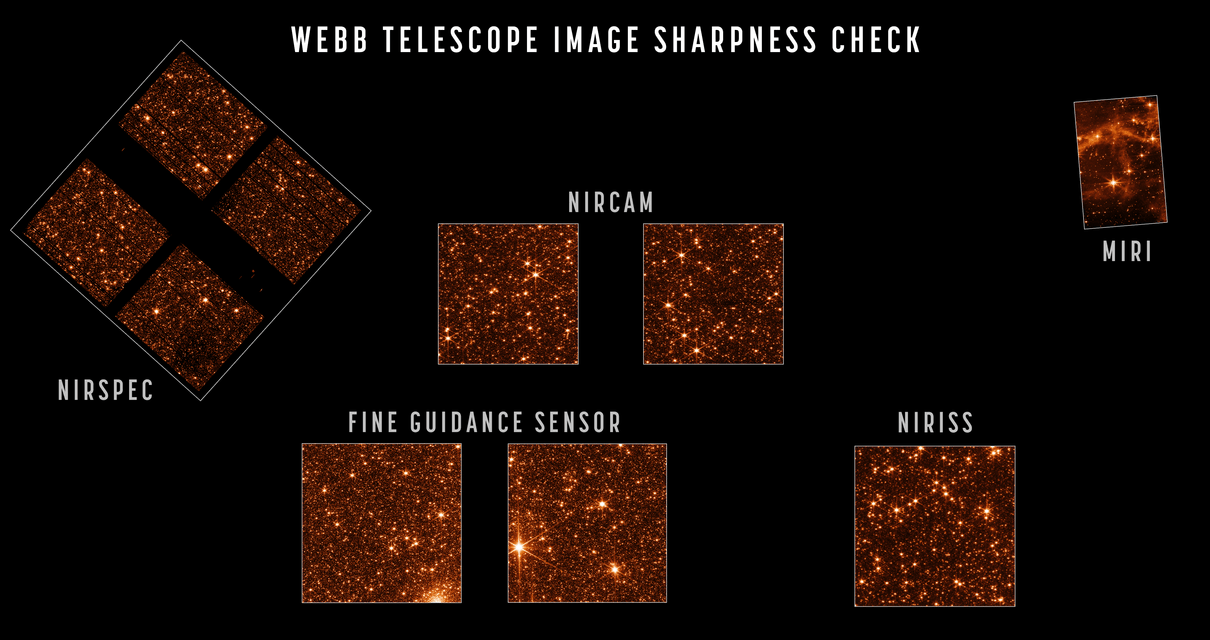 WEBB TELESCOPE IMAGE SHARPNESS CHECK
NIRCAM
MIRI
NIRSPEC
FINE GUIDANCE SENSOR
NIRISS